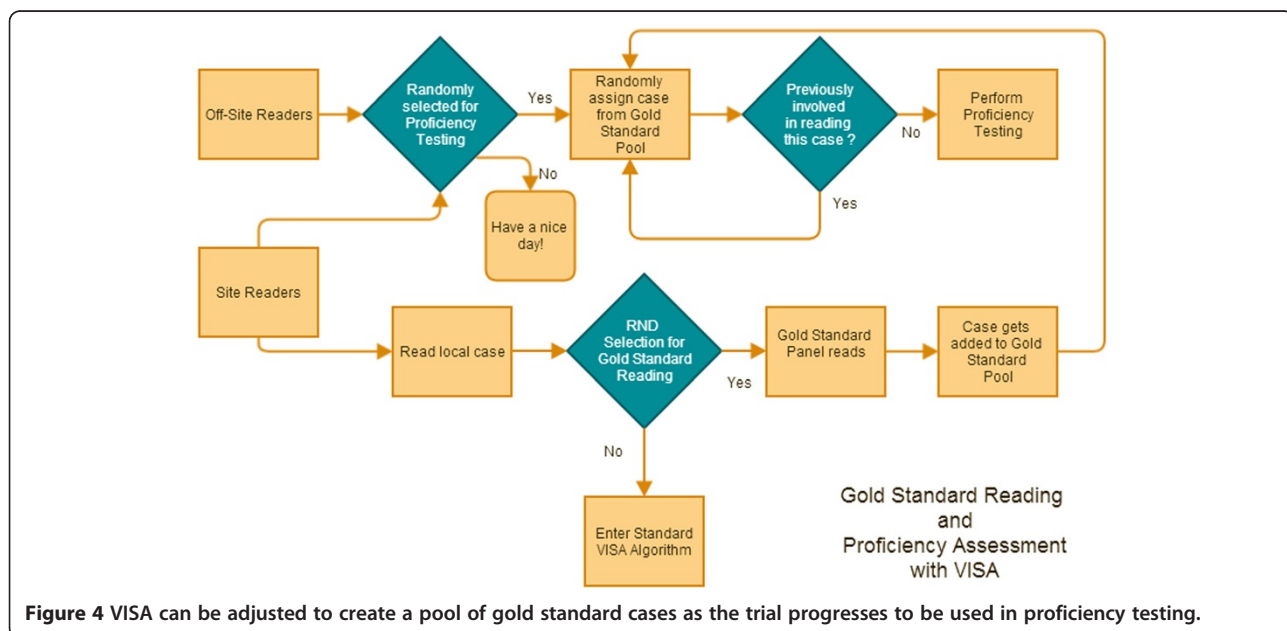 Off-Site Readers
Randomly
selected for
Proficiency
Testing
Yes
No
Have a nice
day!
Randomly
assign case
from Gold
Standard
Pool
Previously
involved
in reading
this case ?
No
Yes
Perform
Proficiency
Testing
Site Readers
Read local case
RND
Selection for
Gold Standard
Reading
Yes
No
Gold Standard
Panel reads
Case gets
added to Gold
Standard
Pool
Enter Standard
VISA Algorithm
Gold Standard Reading
and
Proficiency Assessment
with VISA
Figure 4 VISA can be adjusted to create a pool of gold standard cases as the trial progresses to be used in proficiency testing.